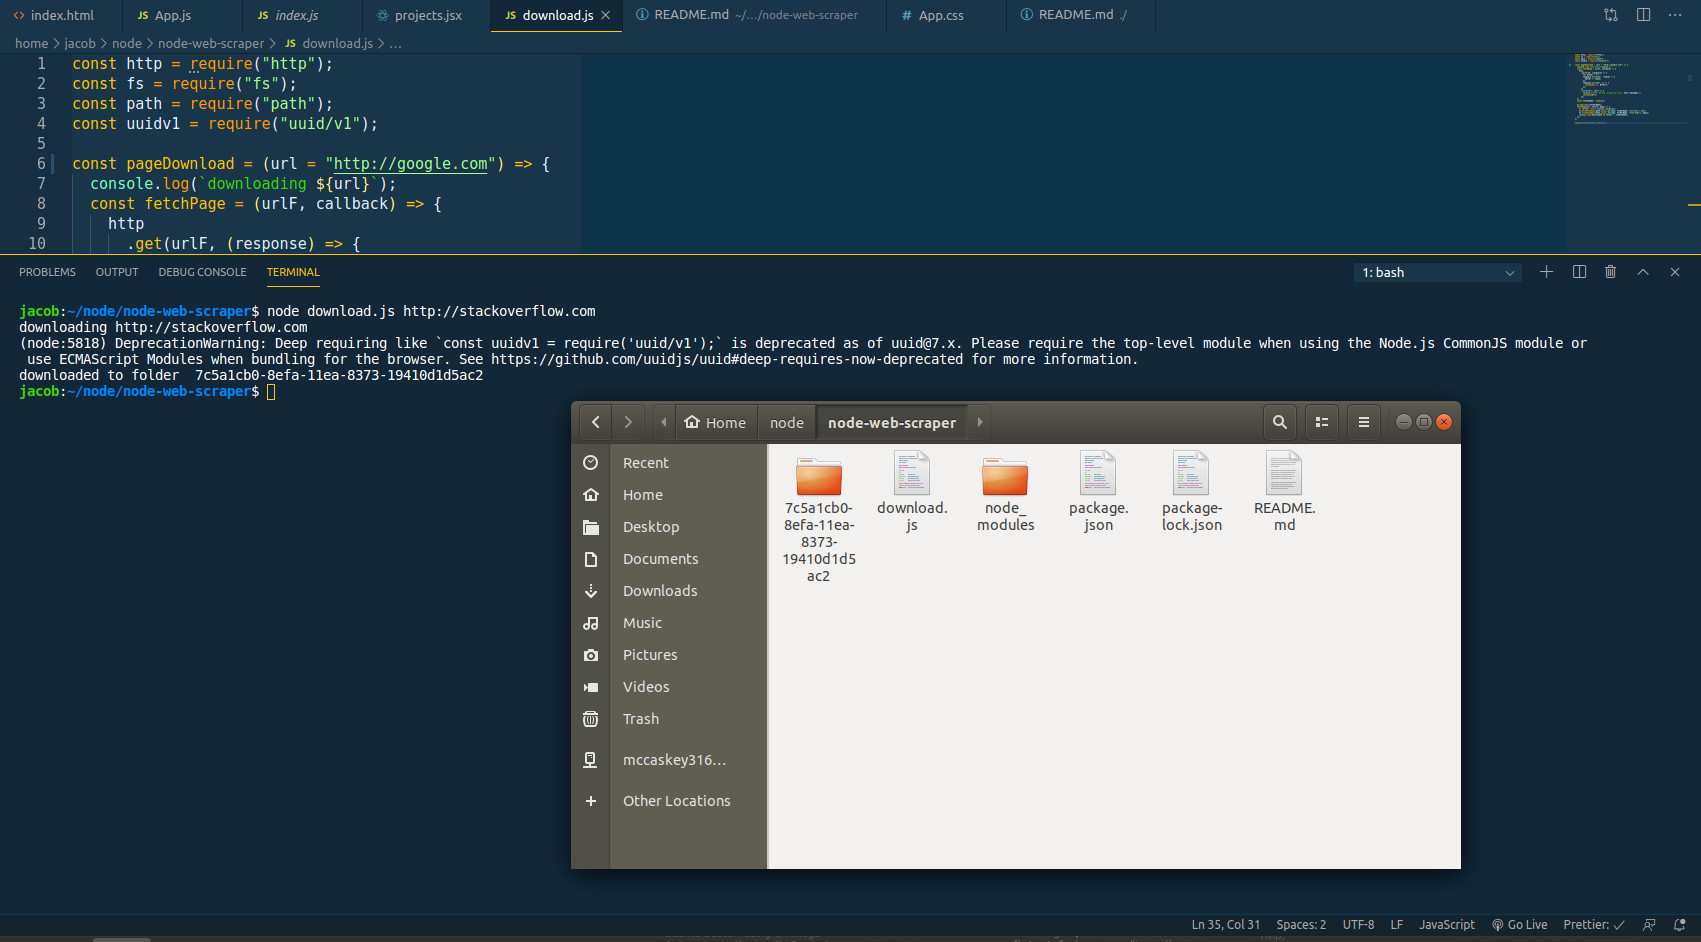 index.html
App.js
index.js
projects.jsx
download.js
README.md ~/.../node-web-scraper
App.css
README.md ./
home > jacob > node > node-web-scraper > JS download.js > ...
1 const http = require("http");
2 const fs = require("fs");
3 const path = require("path");
4 const uuidv1 = require("uuid/v1");
5
6 const pageDownload = (url = "http://google.com") => {
7 console.log(`downloading ${url}`);
8 const fetchPage = (urlF, callback) => {
9 http
10 .get(urlF, (response) => {
PROBLEMS OUTPUT DEBUG CONSOLE TERMINAL
1: bash
jacob:~/node/node-web-scraper$ node download.js http://stackoverflow.com
downloading http://stackoverflow.com
(node:5818) DeprecationWarning: Deep requiring like `const uuidv1 = require('uuid/v1');` is deprecated as of uuid@7.x. Please require the top-level module when using the Node.js CommonJS module or
use ECMAScript Modules when bundling for the browser. See https://github.com/uuidjs/uuid#deep-requires-now-deprecated for more information.
downloaded to folder 7c5a1cb0-8efa-11ea-8373-19410d1d5ac2
jacob:~/node/node-web-scraper$
Home node node-web-scraper
Recent
Home
Desktop
Documents
Downloads
Music
Pictures
Videos
Trash
mccaskey316...
Other Locations
7c5a1cb0-
8efa-11ea-
8373-
19410d1d5
ac2
download.
js
node_
modules
package.
json
package-
lock.json
README.
md
Ln 35, Col 31 Spaces: 2 UTF-8 LF JavaScript Go Live Prettier: ✓